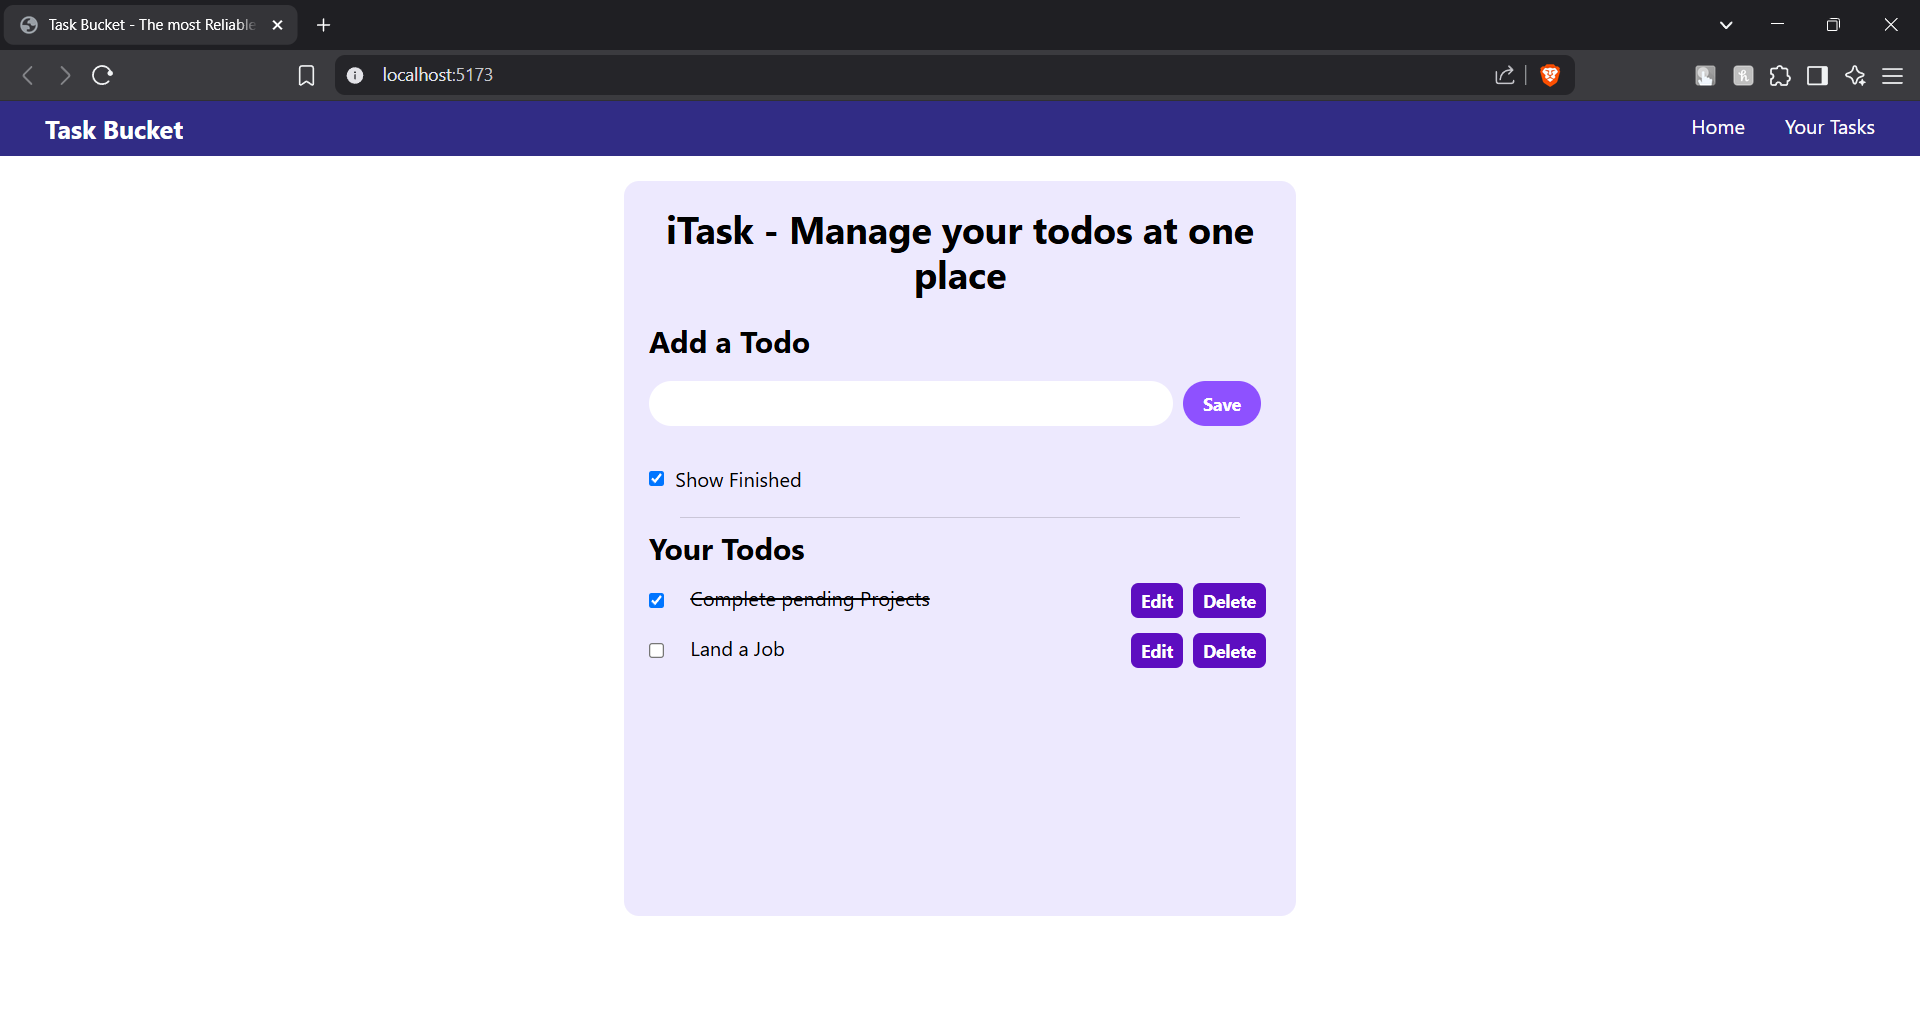 Task Bucket - The most Reliable
localhost:5173
Task Bucket
Home
Your Tasks
iTask - Manage your todos at one
place
Add a Todo
Save
Show Finished
Your Todos
Complete pending Projects
Edit
Delete
Land a Job
Edit
Delete